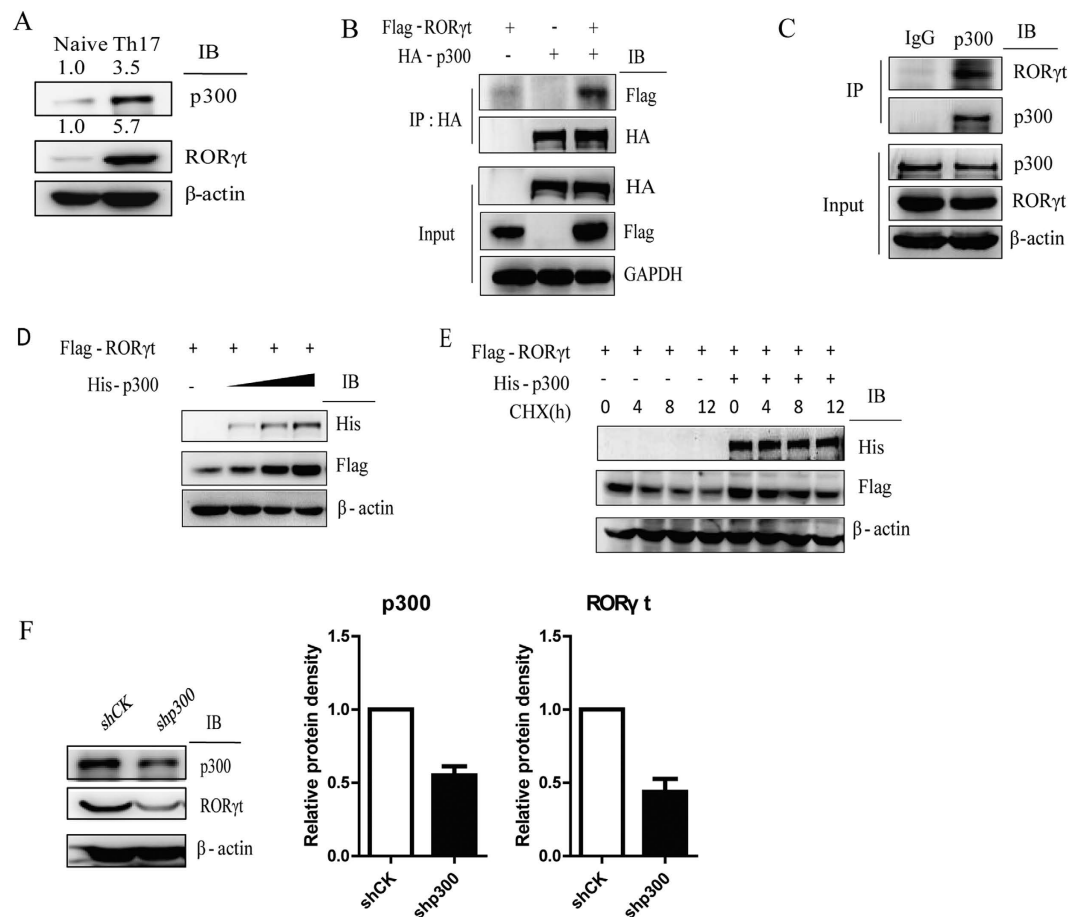 A
Naive Th17 IB
1.0 3.5
p300
1.0 5.7
RORγt
β-actin
B
Flag-RORγt + - +
HA-p300 - + + IB
IP : HA
Flag
HA
Input
HA
Flag
GAPDH
C
IgG p300 IB
IP
RORγt
p300
Input
p300
RORγt
β-actin
D
Flag-RORγt + + + +
His-p300 - IB
His
Flag
β-actin
E
Flag-RORγt + + + + + + + +
His-p300 - - - - + + + +
CHX(h) 0 4 8 12 0 4 8 12 IB
His
Flag
β-actin
F
shCK shp300 IB
p300
RORγt
β-actin
p300
Relative protein density
1.5
1.0
0.5
0.0
shCK shp300
RORγ t
Relative protein density
1.5
1.0
0.5
0.0
shCK shp300